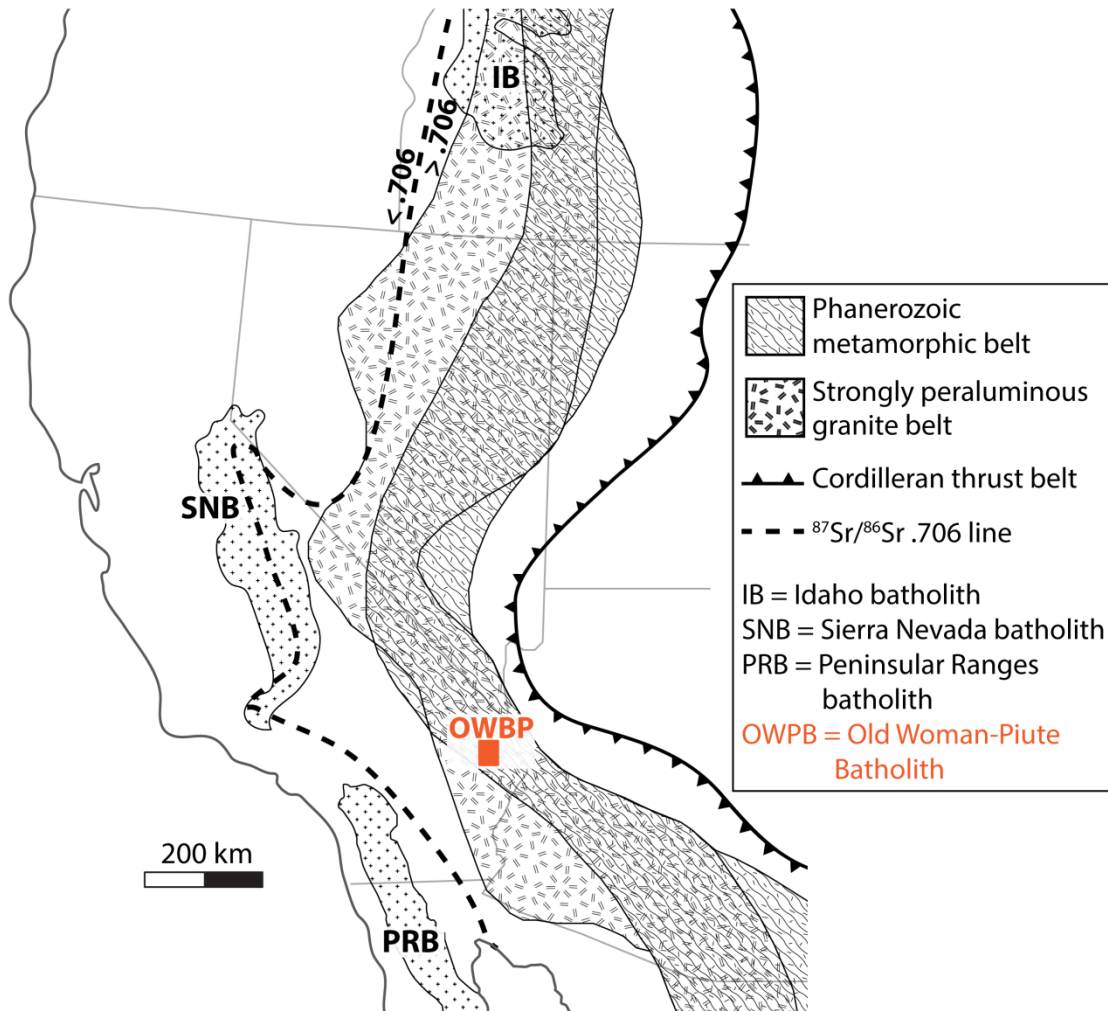 IB
< .706
> .706
SNB
OWBP
200 km
PRB
Phanerozoic
metamorphic belt
Strongly peraluminous
granite belt
Cordilleran thrust belt
⁸⁷Sr/⁸⁶Sr .706 line
IB = Idaho batholith
SNB = Sierra Nevada batholith
PRB = Peninsular Ranges
batholith
OWPB = Old Woman-Piute
Batholith